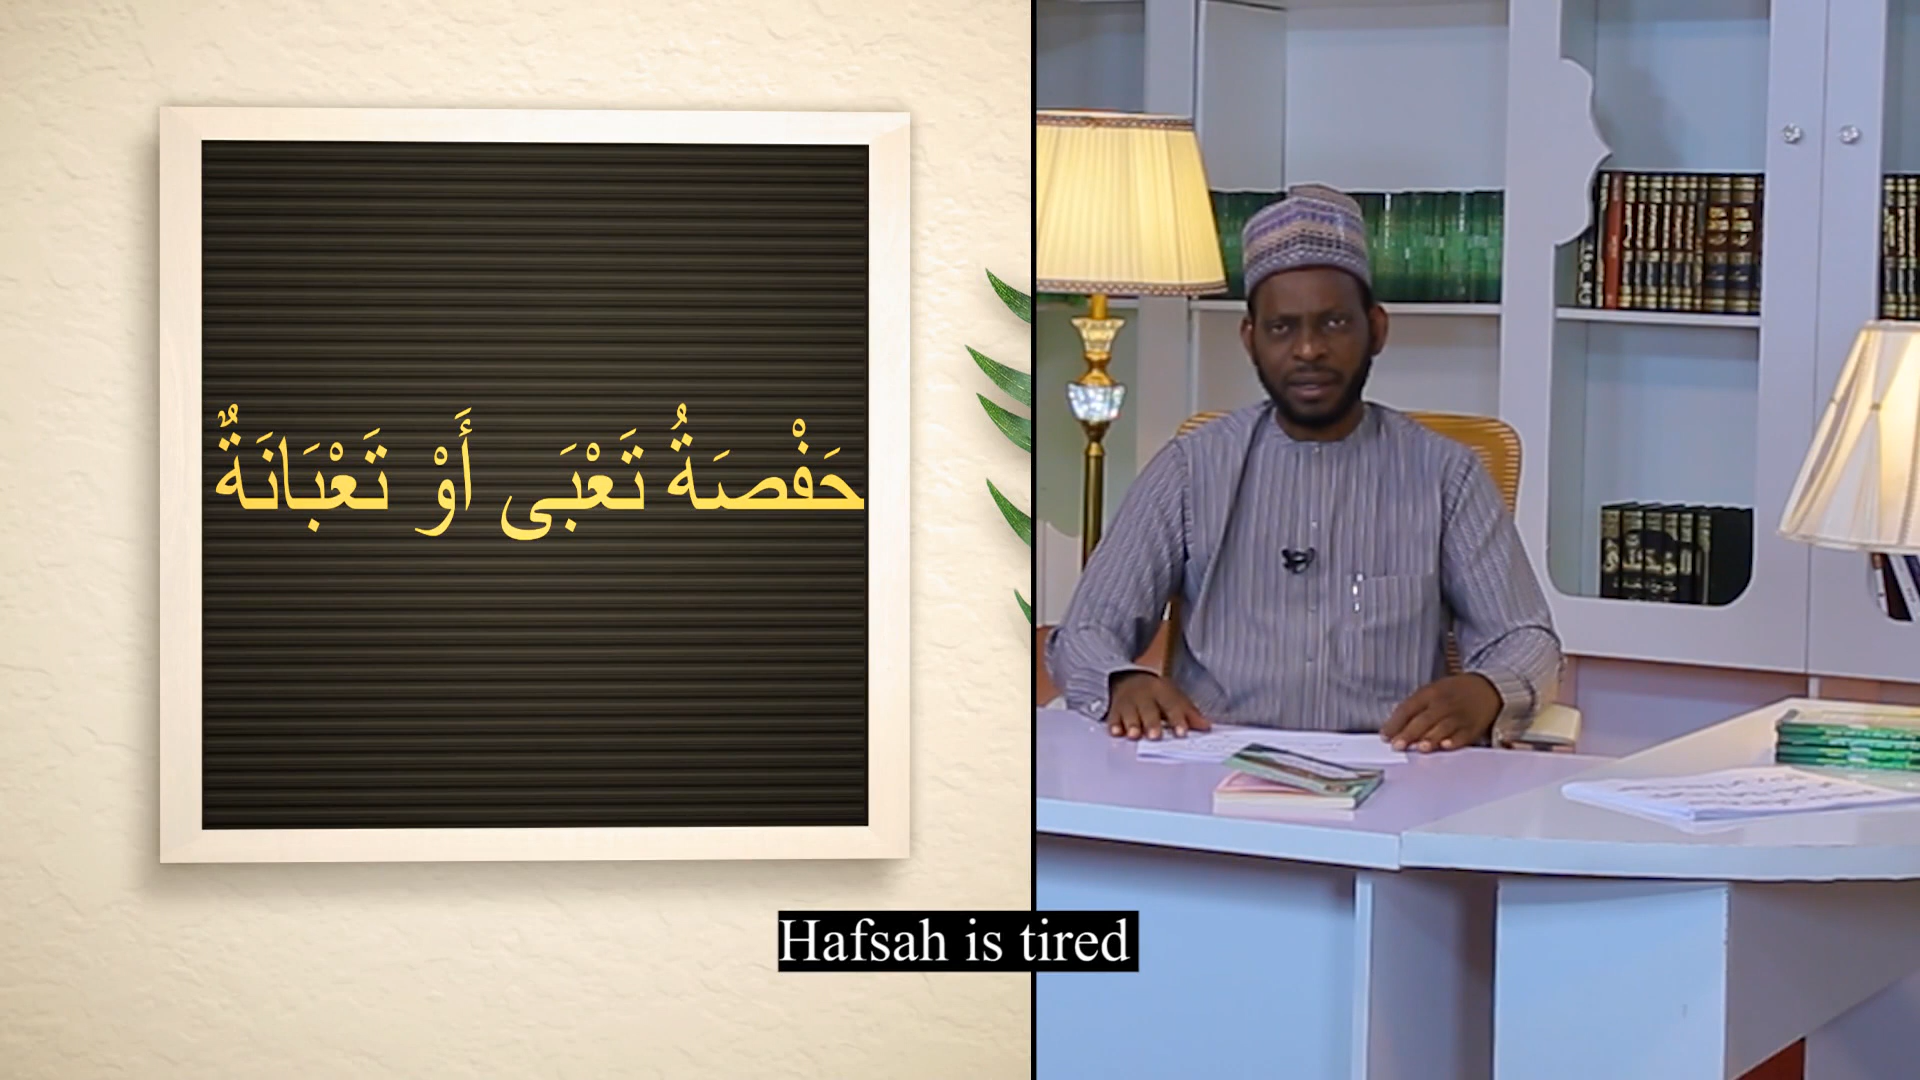 حَفْصَةُ تَعْبَى أَوْ تَعْبَانَةٌ
Hafsah is tired